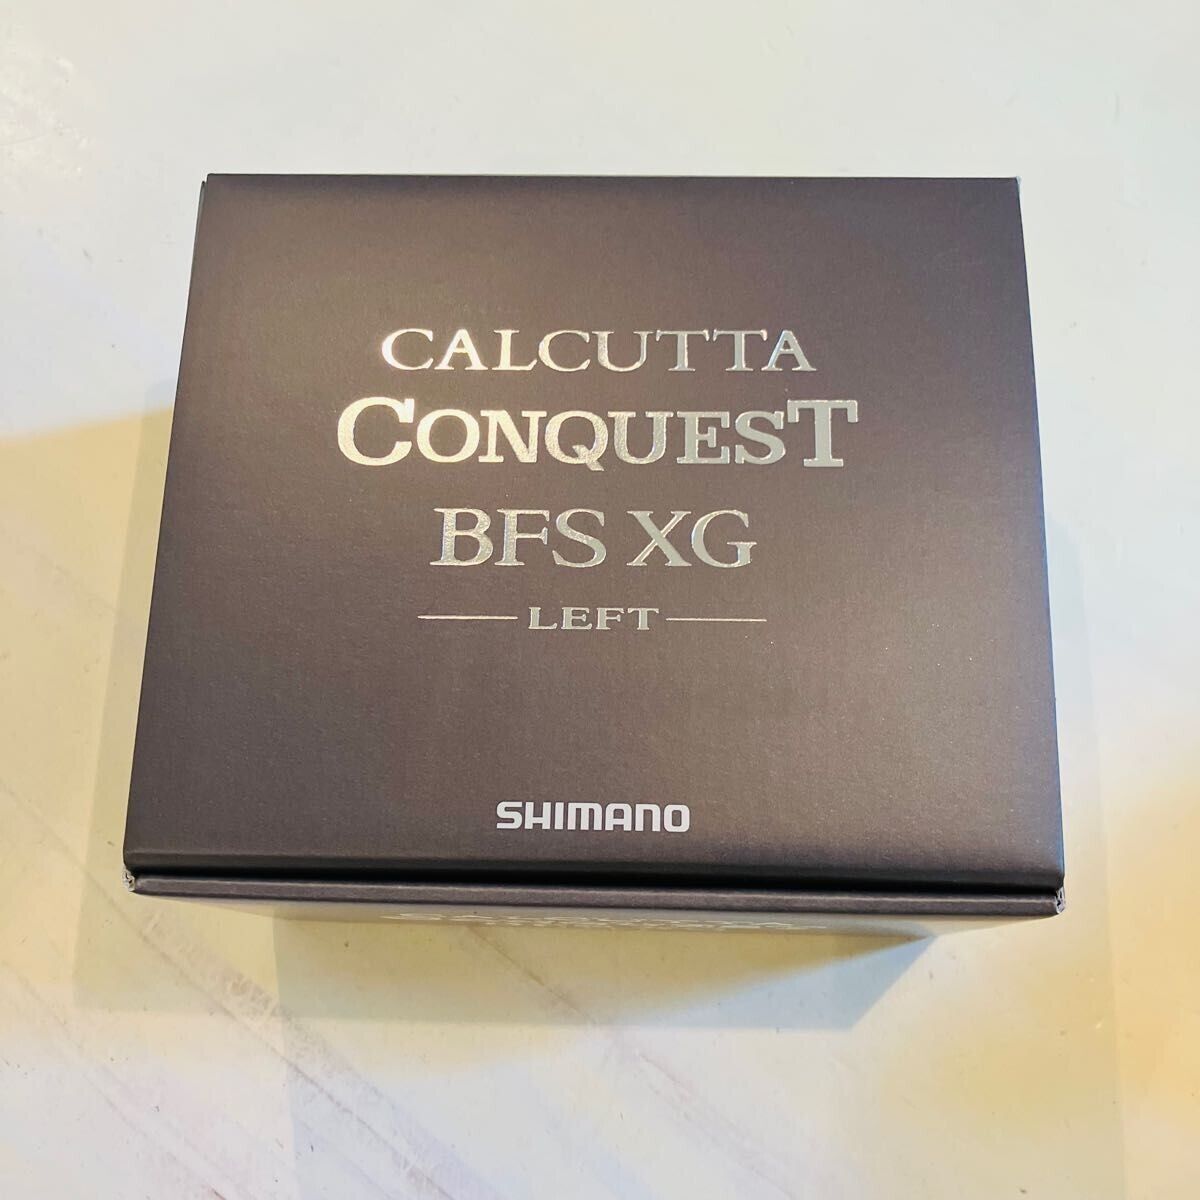 CALCUTTA
CONQUEST
BFS XG
LEFT
SHIMANO